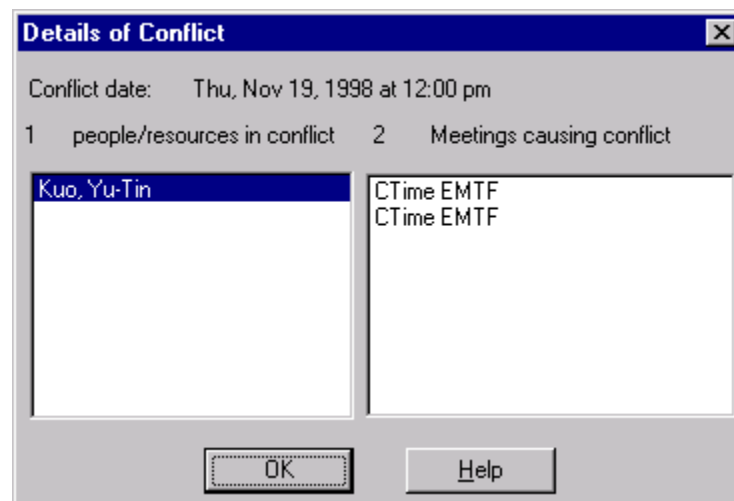 Details of Conflict
Conflict date: Thu, Nov 19, 1998 at 12:00 pm
1 people/resources in conflict 2 Meetings causing conflict
Kuo, Yu-Tin
CTime EMTF
CTime EMTF
OK Help